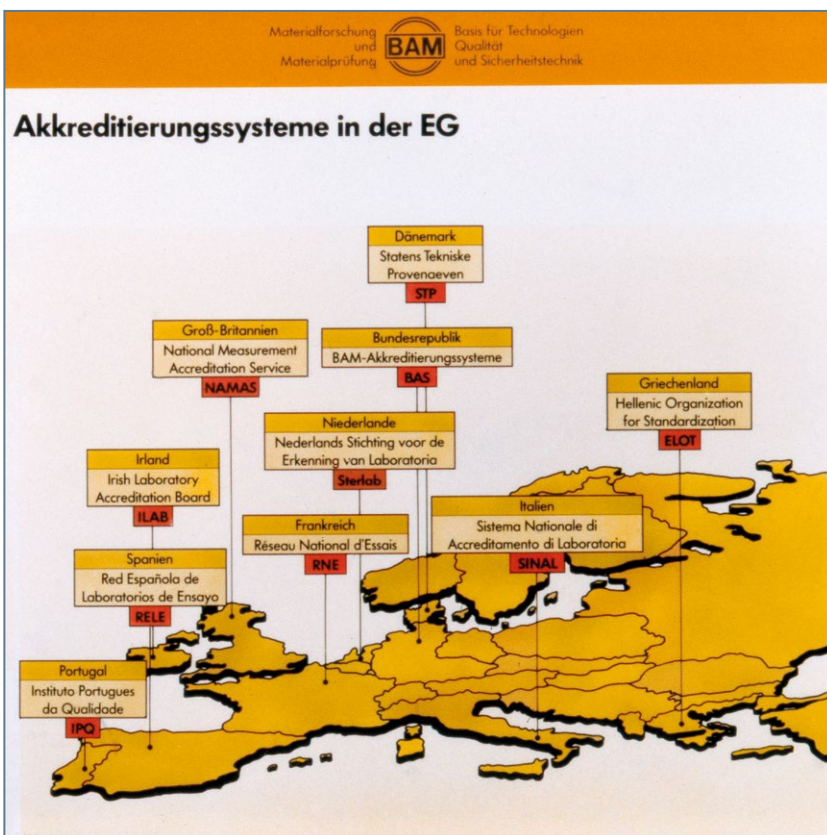 Materialforschung
und
Materialprüfung
BAM
Basis für Technologien
Qualität
und Sicherheitstechnik
Akkreditierungssysteme in der EG
Dänemark
Statens Tekniske
Provenaeven
STP
Groß-Britannien
National Measurement
Accreditation Service
NAMAS
Bundesrepublik
BAM-Akkreditierungssysteme
BAS
Griechenland
Hellenic Organization
for Standardization
ELOT
Niederlande
Nederlands Stichting voor de
Erkenning van Laboratoria
Sterlab
Irland
Irish Laboratory
Accreditation Board
ILAB
Italien
Sistema Nationale di
Accreditamento di Laboratoria
SINAL
Frankreich
Réseau National d'Essais
RNE
Spanien
Red Española de
Laboratorios de Ensayo
RELE
Portugal
Instituto Portugues
da Qualidade
IPQ